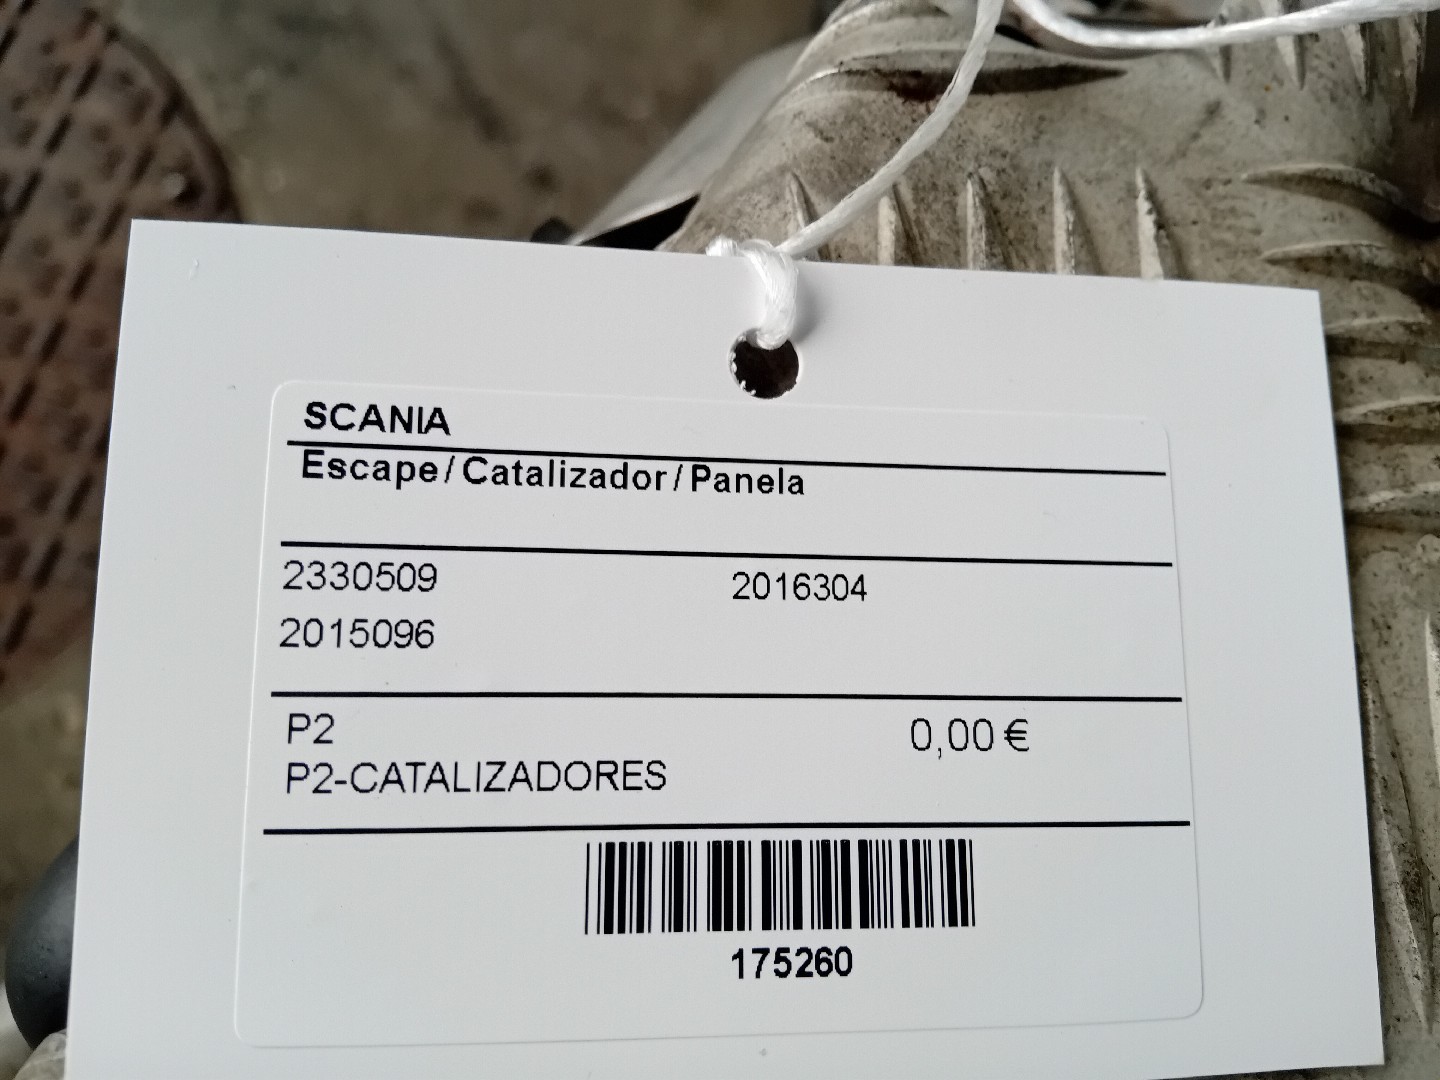 SCANIA
Escape/Catalizador/Panela
2330509 2016304
2015096
P2 0,00 €
P2-CATALIZADORES
175260